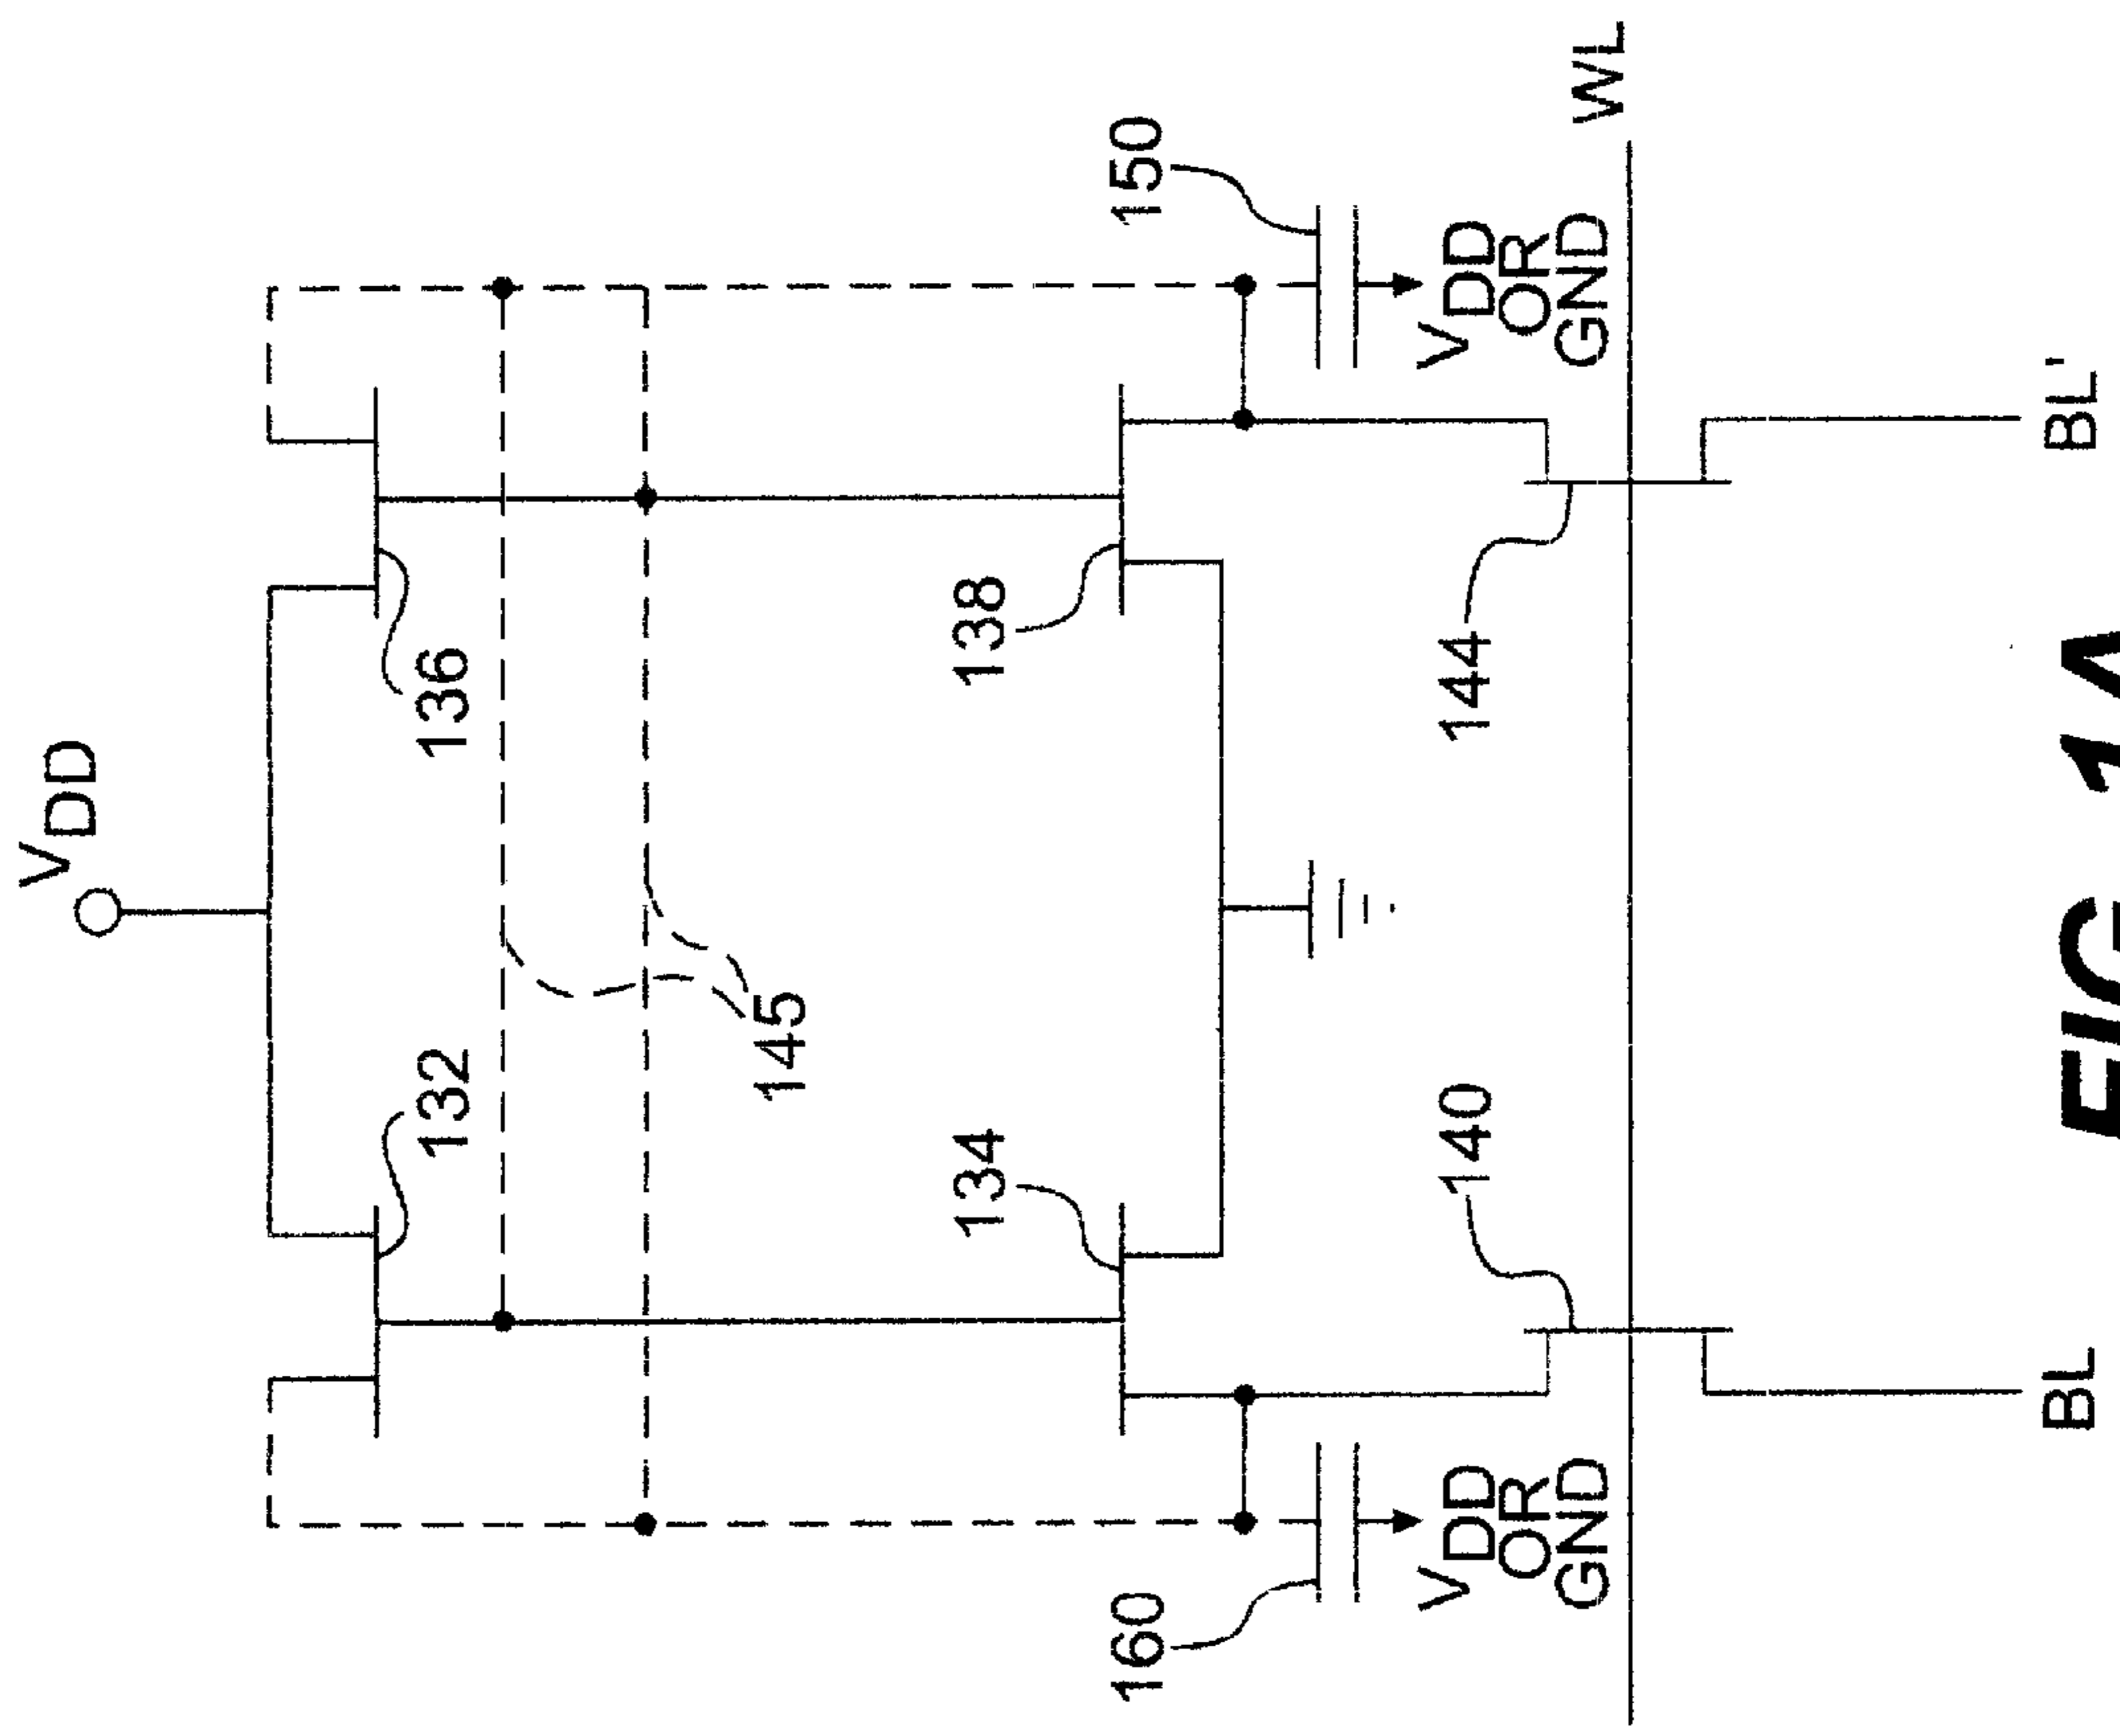 VDD
132
136
145
134
138
160
150
VDD
OR
GND
140
144
VDD
OR
GND
WL
BL
BL'
FIG 1A